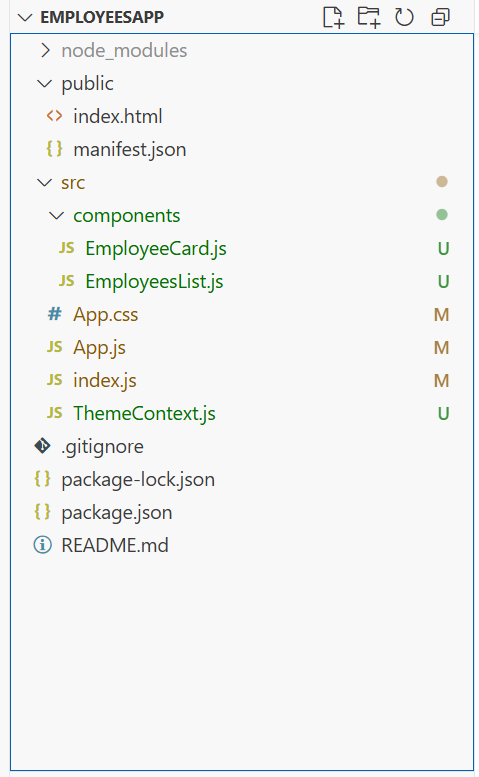 EMPLOYEESAPP
node_modules
public
<> index.html
{} manifest.json
src
components
JS EmployeeCard.js U
JS EmployeesList.js U
# App.css M
JS App.js M
JS index.js M
JS ThemeContext.js U
.gitignore
{} package-lock.json
{} package.json
README.md